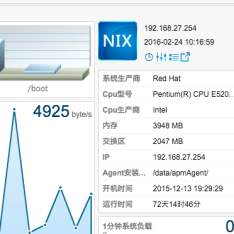 NIX
192.168.27.254
2016-02-24 10:16:59
/boot
4925 byte/s
系统生产商 Red Hat
Cpu型号 Pentium(R) CPU E520...
Cpu生产商 Intel
内存 3948 MB
交换区 2047 MB
IP 192.168.27.254
Agent安装... /data/apmAgent/
开机时间 2015-12-13 19:29:29
运行时间 72天14时46分
1分钟系统负载 0